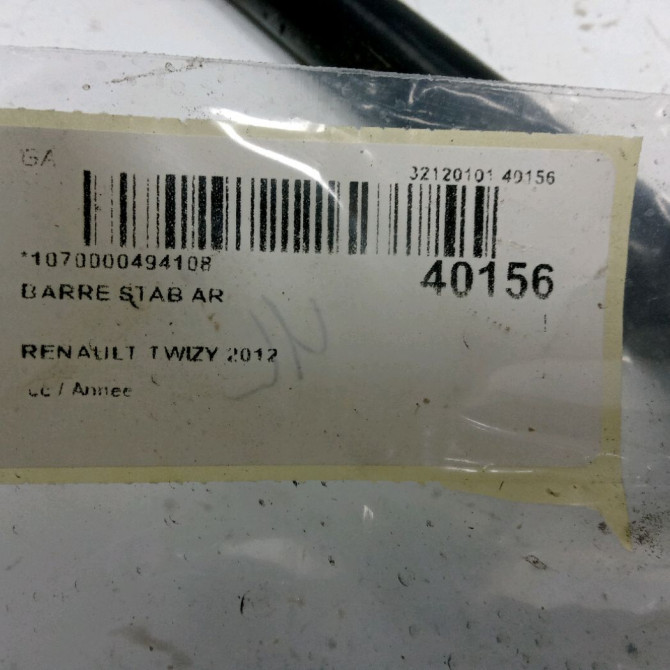 GA
32120101 40156
*1070000494108
40156
BARRE STAB AR
RENAULT TWIZY 2012
cc / Annee